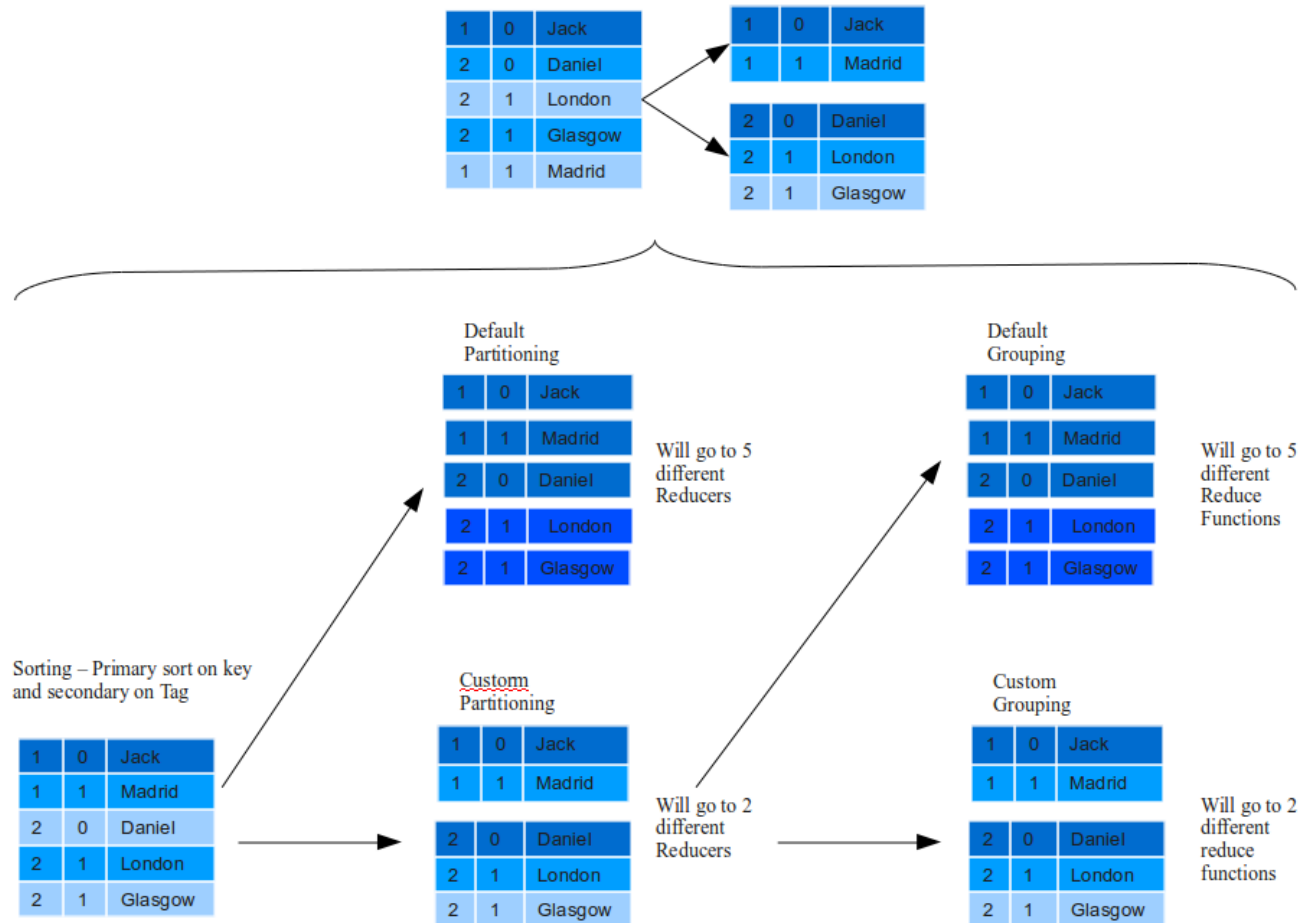 1 0 Jack
2 0 Daniel
2 1 London
2 1 Glasgow
1 1 Madrid
1 0 Jack
1 1 Madrid
2 0 Daniel
2 1 London
2 1 Glasgow
Default
Partitioning
1 0 Jack
1 1 Madrid
2 0 Daniel
2 1 London
2 1 Glasgow
Will go to 5
different
Reducers
Default
Grouping
1 0 Jack
1 1 Madrid
2 0 Daniel
2 1 London
2 1 Glasgow
Will go to 5
different
Reduce
Functions
Sorting – Primary sort on key
and secondary on Tag
1 0 Jack
1 1 Madrid
2 0 Daniel
2 1 London
2 1 Glasgow
Custorm
Partitioning
1 0 Jack
1 1 Madrid
2 0 Daniel
2 1 London
2 1 Glasgow
Will go to 2
different
Reducers
Custom
Grouping
1 0 Jack
1 1 Madrid
2 0 Daniel
2 1 London
2 1 Glasgow
Will go to 2
different
reduce
functions